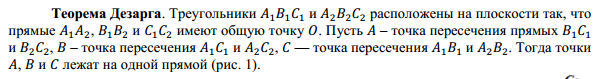 Теорема Дезарга. Треугольники A₁B₁C₁ и A₂B₂C₂ расположены на плоскости так, что
прямые A₁A₂, B₁B₂ и C₁C₂ имеют общую точку O. Пусть A – точка пересечения прямых B₁C₁
и B₂C₂, B – точка пересечения A₁C₁ и A₂C₂, C — точка пересечения A₁B₁ и A₂B₂. Тогда точки
A, B и C лежат на одной прямой (рис. 1).